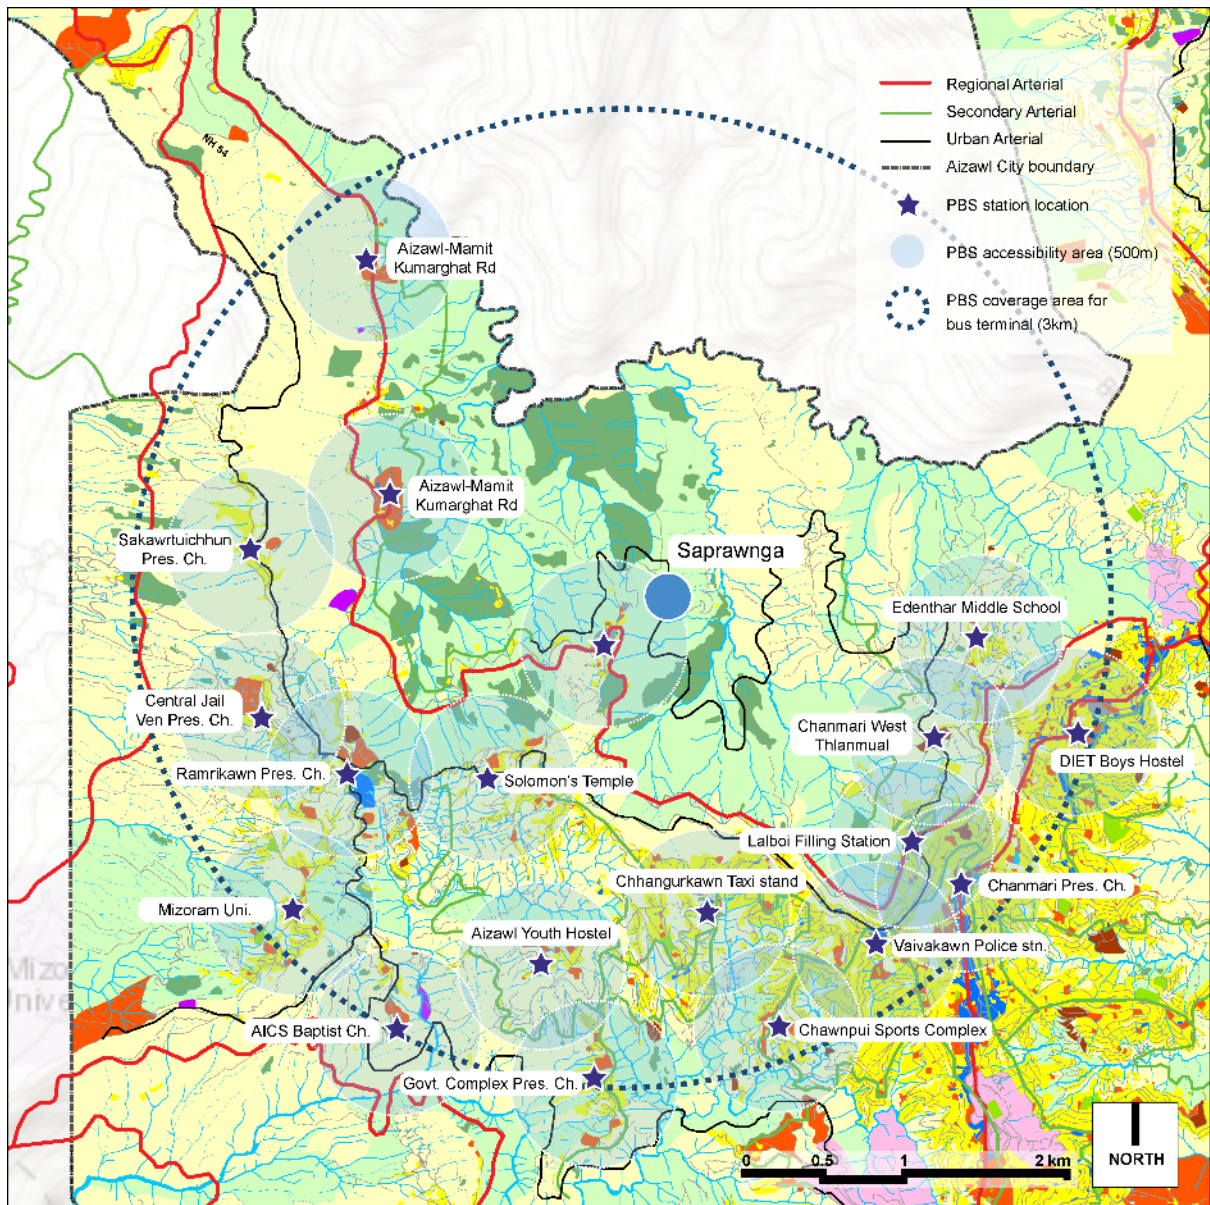 Regional Arterial
Secondary Arterial
Urban Arterial
Aizawl City boundary
PBS station location
PBS accessibility area (500m)
PBS coverage area for
bus terminal (3km)
NH 54
Aizawl-Mamit
Kumarghat Rd
Aizawl-Mamit
Kumarghat Rd
Sakawrtuichhun
Pres. Ch.
Saprawnga
Edenthar Middle School
Central Jail
Ven Pres. Ch.
Chanmari West
Thlanmual
DIET Boys Hostel
Ramrikawn Pres. Ch.
Solomon's Temple
Lalboi Filling Station
Chhangurkawn Taxi stand
Chanmari Pres. Ch.
Mizoram Uni.
Aizawl Youth Hostel
Vaivakawn Police stn.
Mizo
Unive
AICS Baptist Ch.
Chawnpui Sports Complex
Govt. Complex Pres. Ch.
0 0.5 1 2 km
NORTH